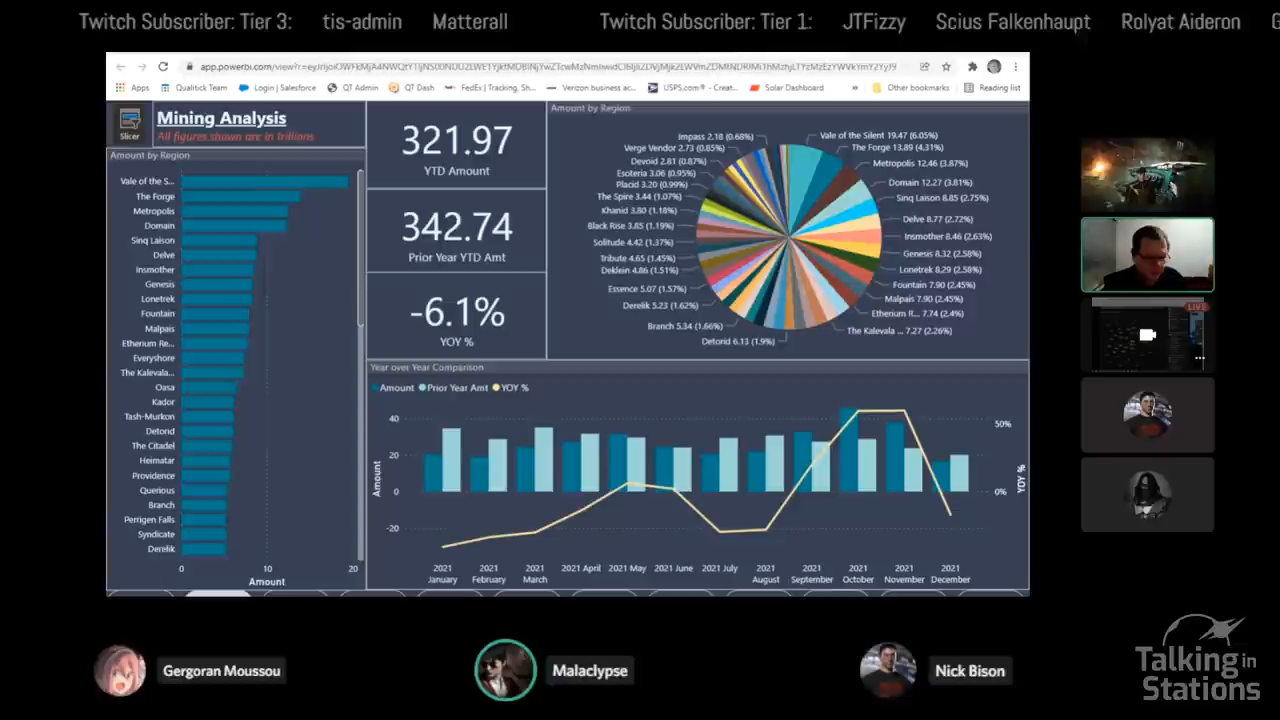 Twitch Subscriber: Tier 3: tis-admin Matterall Twitch Subscriber: Tier 1: JTFizzy Scius Falkenhaupt Rolyat Aideron
Apps Qualitick Team Login | Salesforce QT Admin QT Dash FedEx | Tracking, Sh... Verizon business ac... USPS.com® - Creat... Solar Dashboard » Other bookmarks Reading list
Slicer
Mining Analysis
All figures shown are in trillions
Amount by Region
Vale of the S...
The Forge
Metropolis
Domain
Sinq Laison
Delve
Insmother
Genesis
Lonetrek
Fountain
Malpais
Etherium Re...
Everyshore
The Kalevala...
Oasa
Kador
Tash-Murkon
Detorid
The Citadel
Heimatar
Providence
Querious
Branch
Perrigen Falls
Syndicate
Derelik
0 10 20
Amount
321.97
YTD Amount
342.74
Prior Year YTD Amt
-6.1%
YOY %
Amount by Region
Impass 2.18 (0.68%)
Verge Vendor 2.73 (0.85%)
Devoid 2.81 (0.87%)
Esoteria 3.06 (0.95%)
Placid 3.20 (0.99%)
The Spire 3.44 (1.07%)
Khanid 3.80 (1.18%)
Black Rise 3.85 (1.19%)
Solitude 4.42 (1.37%)
Tribute 4.65 (1.45%)
Deklein 4.86 (1.51%)
Essence 5.07 (1.57%)
Derelik 5.23 (1.62%)
Branch 5.34 (1.66%)
Detorid 6.13 (1.9%)
Vale of the Silent 19.47 (6.05%)
The Forge 13.89 (4.31%)
Metropolis 12.46 (3.87%)
Domain 12.27 (3.81%)
Sinq Laison 8.85 (2.75%)
Delve 8.77 (2.72%)
Insmother 8.46 (2.63%)
Genesis 8.32 (2.58%)
Lonetrek 8.29 (2.58%)
Fountain 7.90 (2.45%)
Malpais 7.90 (2.45%)
Etherium R... 7.74 (2.4%)
The Kalevala ... 7.27 (2.26%)
Year over Year Comparison
Amount Prior Year Amt YOY %
40
20
0
-20
Amount
50%
0%
YOY %
2021 January
2021 February
2021 March
2021 April
2021 May
2021 June
2021 July
2021 August
2021 September
2021 October
2021 November
2021 December
LIVE
Gergoran Moussou
Malaclypse
Nick Bison
Talking in
Stations